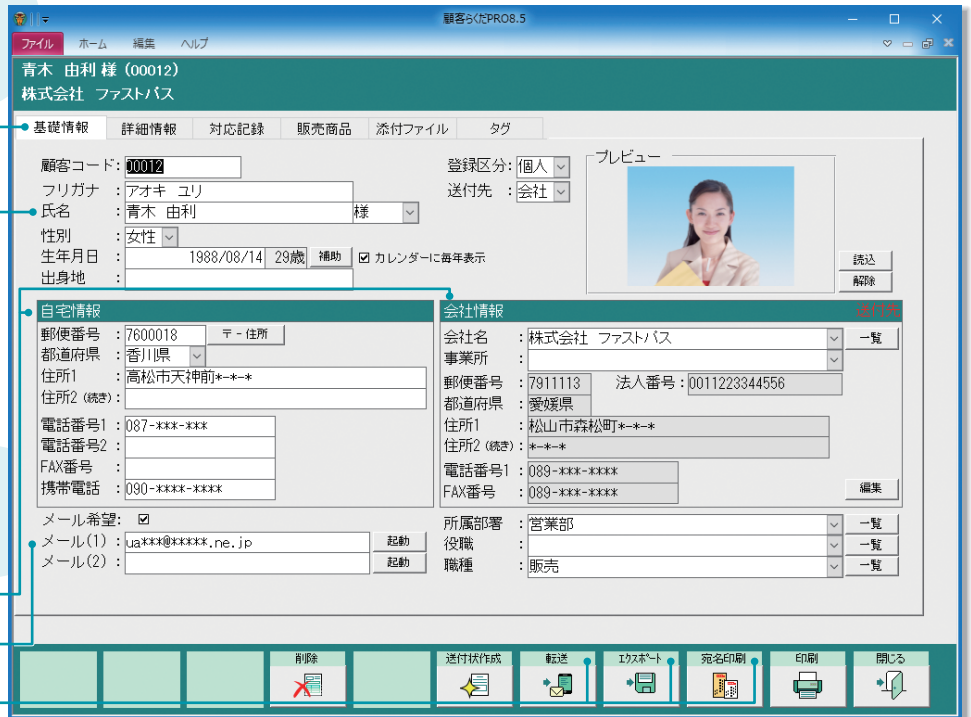 顧客らくだPRO8.5
ファイル ホーム 編集 ヘルプ
青木 由利 様 (00012)
株式会社 ファストパス
基礎情報 詳細情報 対応記録 販売商品 添付ファイル タグ
顧客コード: 00012 登録区分: 個人 プレビュー
フリガナ : アオキ ユリ 送付先 : 会社
氏名 : 青木 由利 様
性別 : 女性
生年月日 : 1988/08/14 29歳 補助 カレンダーに毎年表示 読込
出身地 : 解除
自宅情報
郵便番号 : 7600018 〒-住所
都道府県 : 香川県
住所1 : 高松市天神前*-*-*
住所2 (続き) :
電話番号1 : 087-***-***
電話番号2 :
FAX番号 :
携帯電話 : 090-****-****
メール希望:
メール(1) : ua***@*****.ne.jp 起動
メール(2) : 起動
会社情報 送付先
会社名 : 株式会社 ファストパス 一覧
事業所 :
郵便番号 : 7911113 法人番号 : 0011223344556
都道府県 : 愛媛県
住所1 : 松山市森松町*-*-*
住所2 (続き) : *-*-*
電話番号1 : 089-***-****
FAX番号 : 089-***-**** 編集
所属部署 : 営業部 一覧
役職 : 一覧
職種 : 販売 一覧
削除 送付状作成 転送 エクスポート 宛名印刷 印刷 閉じる